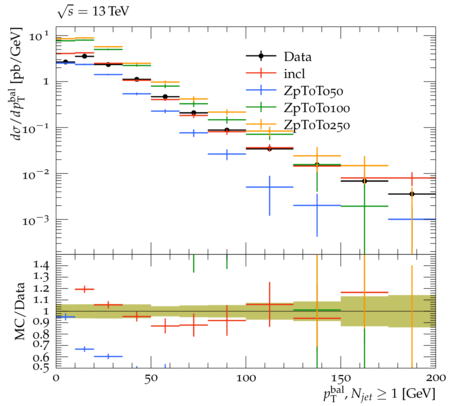 √s = 13 TeV
dσ/dp_T^bal [pb/GeV]
10^1
1
10^−1
10^−2
10^−3
Data
incl
ZpToTo50
ZpToTo100
ZpToTo250
MC/Data
1.4
1.3
1.2
1.1
1
0.9
0.8
0.7
0.6
0.5
0 50 100 150 200
p_T^bal, N_jet ≥ 1 [GeV]